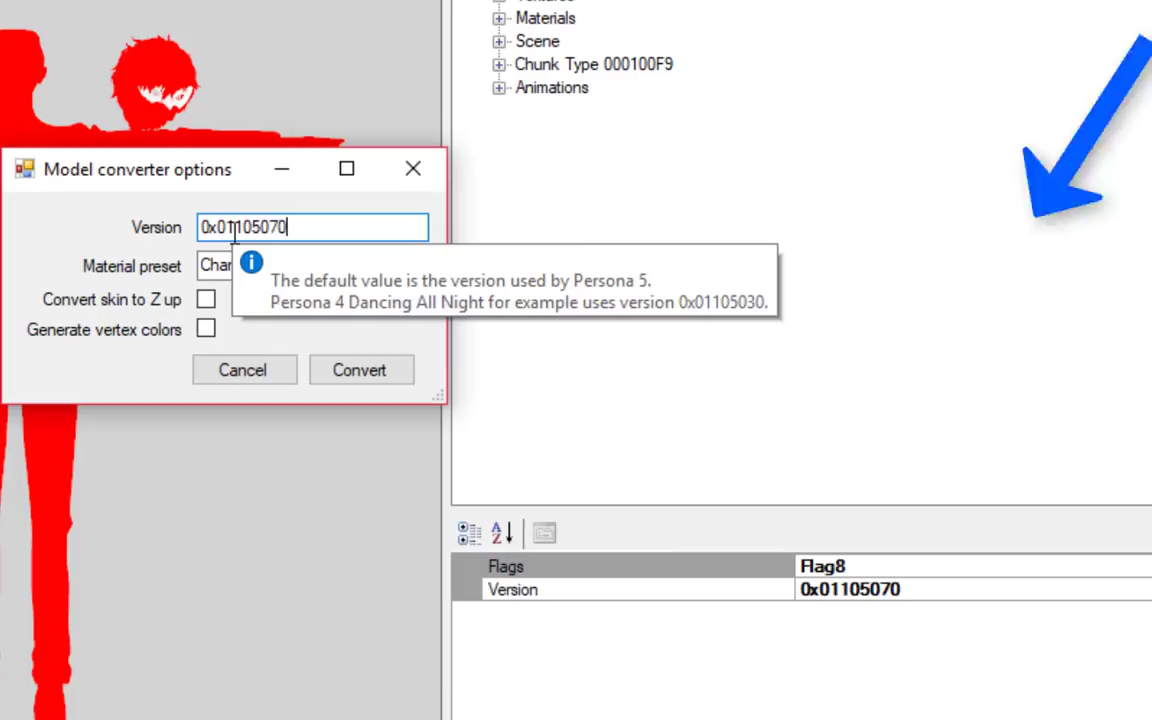 Materials
Scene
Chunk Type 000100F9
Animations
Model converter options
Version 0x01105070
The default value is the version used by Persona 5.
Material preset
Persona 4 Dancing All Night for example uses version 0x01105030.
Convert skin to Z up
Generate vertex colors
Cancel Convert
Flags Flag8
Version 0x01105070